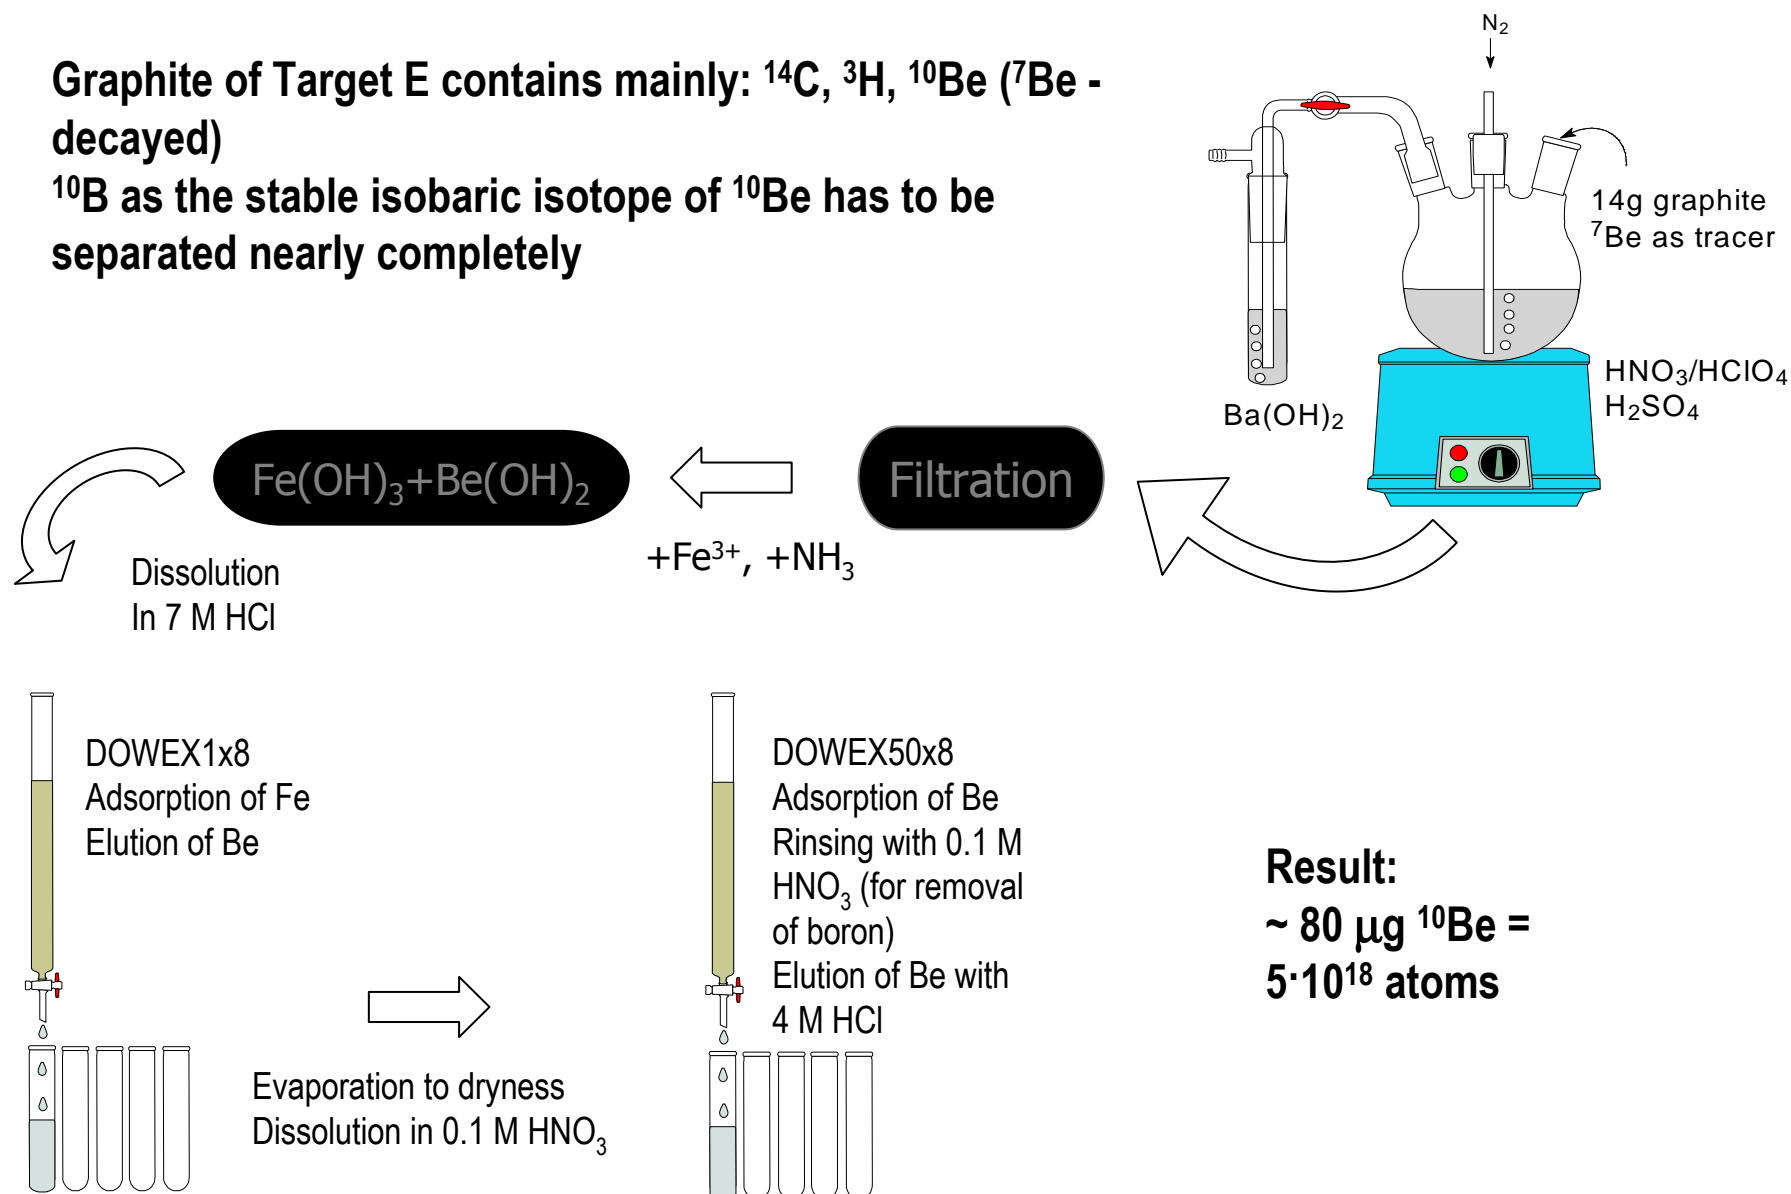 Graphite of Target E contains mainly: ¹⁴C, ³H, ¹⁰Be (⁷Be -
decayed)
¹⁰B as the stable isobaric isotope of ¹⁰Be has to be
separated nearly completely
N₂
14g graphite
⁷Be as tracer
HNO₃/HClO₄
H₂SO₄
Ba(OH)₂
Filtration
+Fe³⁺, +NH₃
Fe(OH)₃+Be(OH)₂
Dissolution
In 7 M HCl
DOWEX1x8
Adsorption of Fe
Elution of Be
Evaporation to dryness
Dissolution in 0.1 M HNO₃
DOWEX50x8
Adsorption of Be
Rinsing with 0.1 M
HNO₃ (for removal
of boron)
Elution of Be with
4 M HCl
Result:
~ 80 µg ¹⁰Be =
5·10¹⁸ atoms